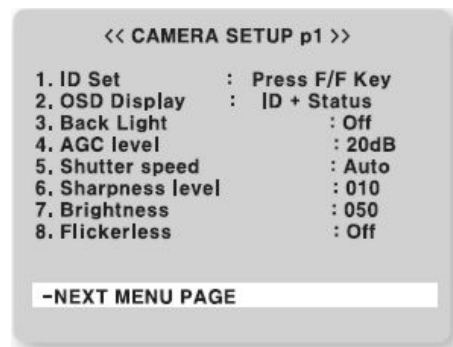 << CAMERA SETUP p1 >>
1. ID Set : Press F/F Key
2. OSD Display : ID + Status
3. Back Light : Off
4. AGC level : 20dB
5. Shutter speed : Auto
6. Sharpness level : 010
7. Brightness : 050
8. Flickerless : Off
-NEXT MENU PAGE